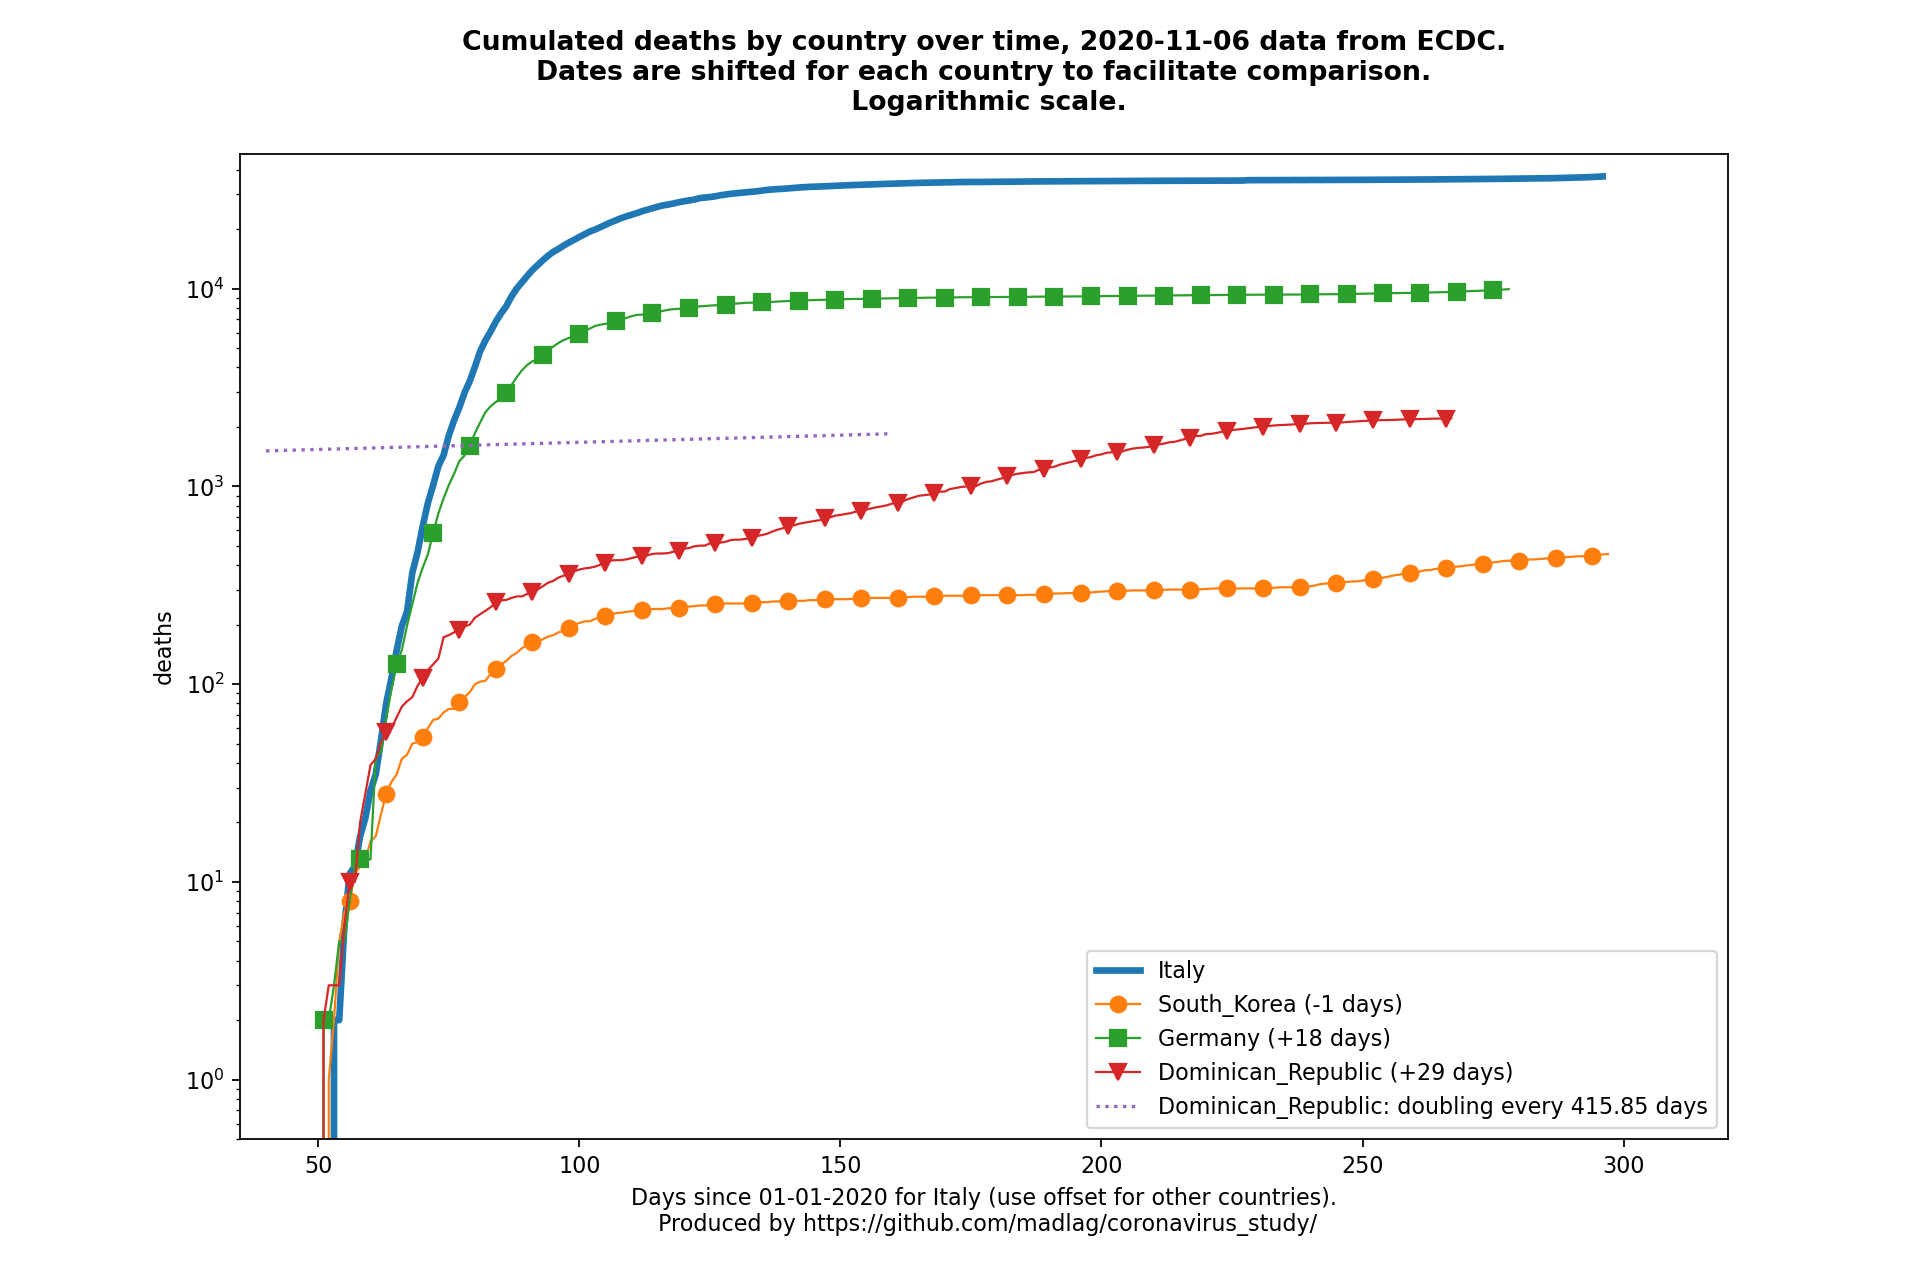 Cumulated deaths by country over time, 2020-11-06 data from ECDC.
Dates are shifted for each country to facilitate comparison.
Logarithmic scale.
10^4
10^3
10^2
10^1
10^0
deaths
Italy
South_Korea (-1 days)
Germany (+18 days)
Dominican_Republic (+29 days)
Dominican_Republic: doubling every 415.85 days
50 100 150 200 250 300
Days since 01-01-2020 for Italy (use offset for other countries).
Produced by https://github.com/madlag/coronavirus_study/